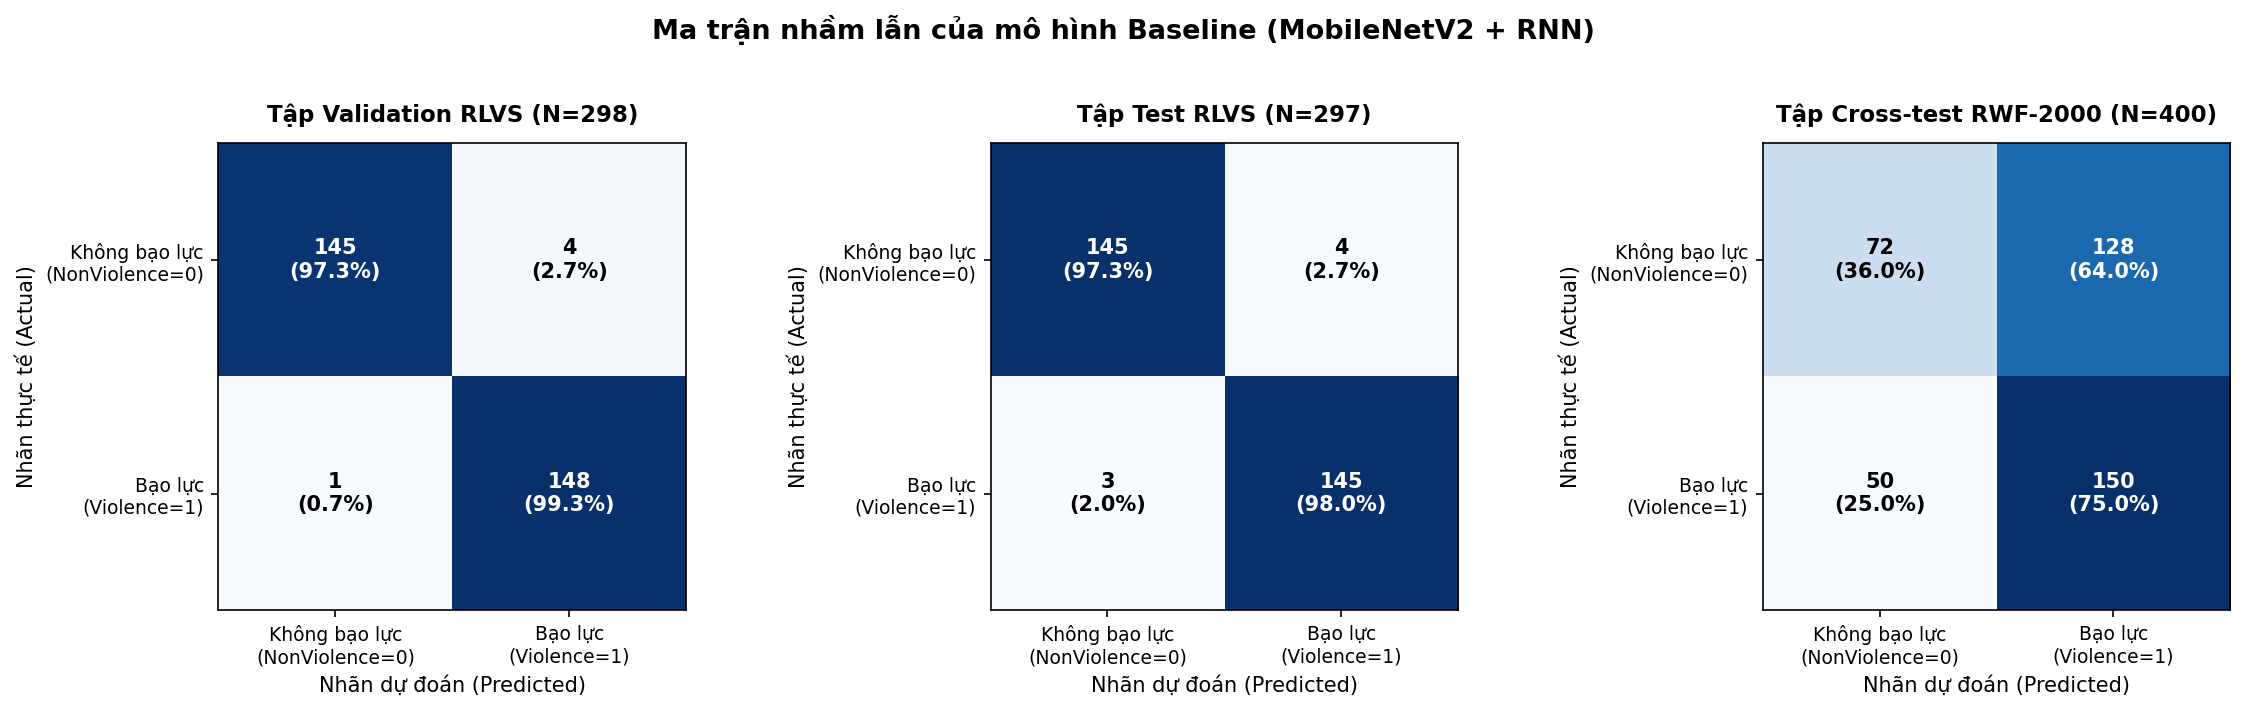 Ma trận nhầm lẫn của mô hình Baseline (MobileNetV2 + RNN)
Tập Validation RLVS (N=298)
Nhãn thực tế (Actual)
Không bạo lực
(NonViolence=0)
Bạo lực
(Violence=1)
145
(97.3%)
4
(2.7%)
1
(0.7%)
148
(99.3%)
Không bạo lực
(NonViolence=0)
Bạo lực
(Violence=1)
Nhãn dự đoán (Predicted)
Tập Test RLVS (N=297)
Nhãn thực tế (Actual)
Không bạo lực
(NonViolence=0)
Bạo lực
(Violence=1)
145
(97.3%)
4
(2.7%)
3
(2.0%)
145
(98.0%)
Không bạo lực
(NonViolence=0)
Bạo lực
(Violence=1)
Nhãn dự đoán (Predicted)
Tập Cross-test RWF-2000 (N=400)
Nhãn thực tế (Actual)
Không bạo lực
(NonViolence=0)
Bạo lực
(Violence=1)
72
(36.0%)
128
(64.0%)
50
(25.0%)
150
(75.0%)
Không bạo lực
(NonViolence=0)
Bạo lực
(Violence=1)
Nhãn dự đoán (Predicted)